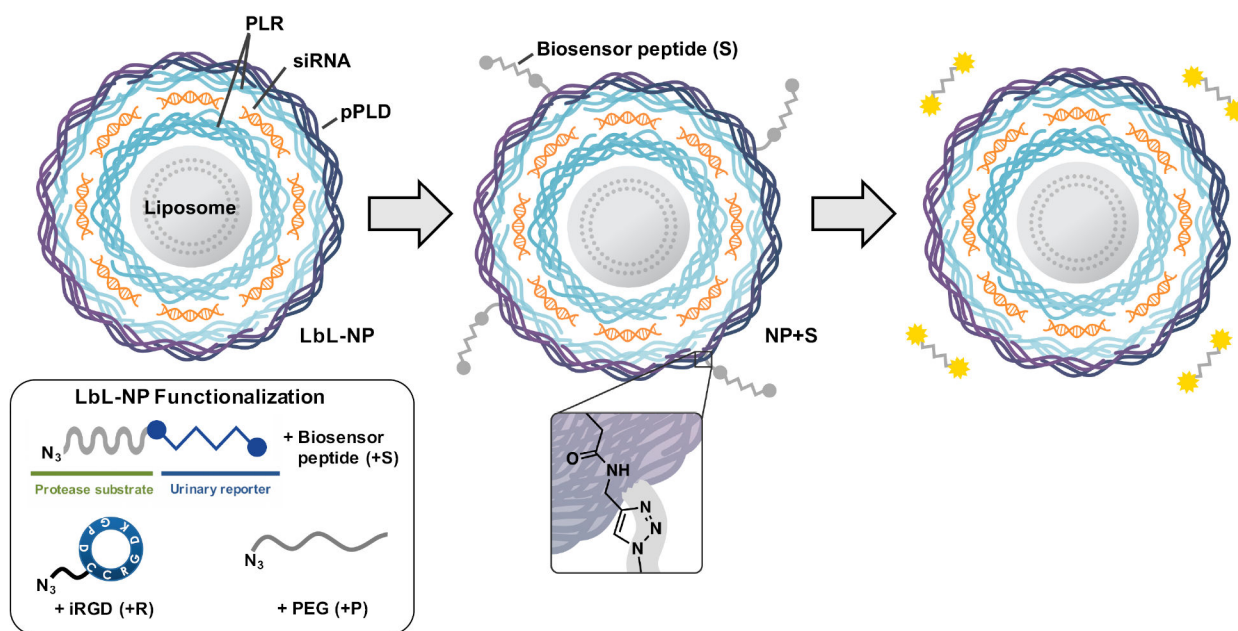 PLR
siRNA
pPLD
Liposome
LbL-NP
Biosensor peptide (S)
NP+S
O
NH
N
N
N
LbL-NP Functionalization
N3
+ Biosensor
peptide (+S)
Protease substrate
Urinary reporter
N3
C C R G D K G P D
+ iRGD (+R)
N3
+ PEG (+P)